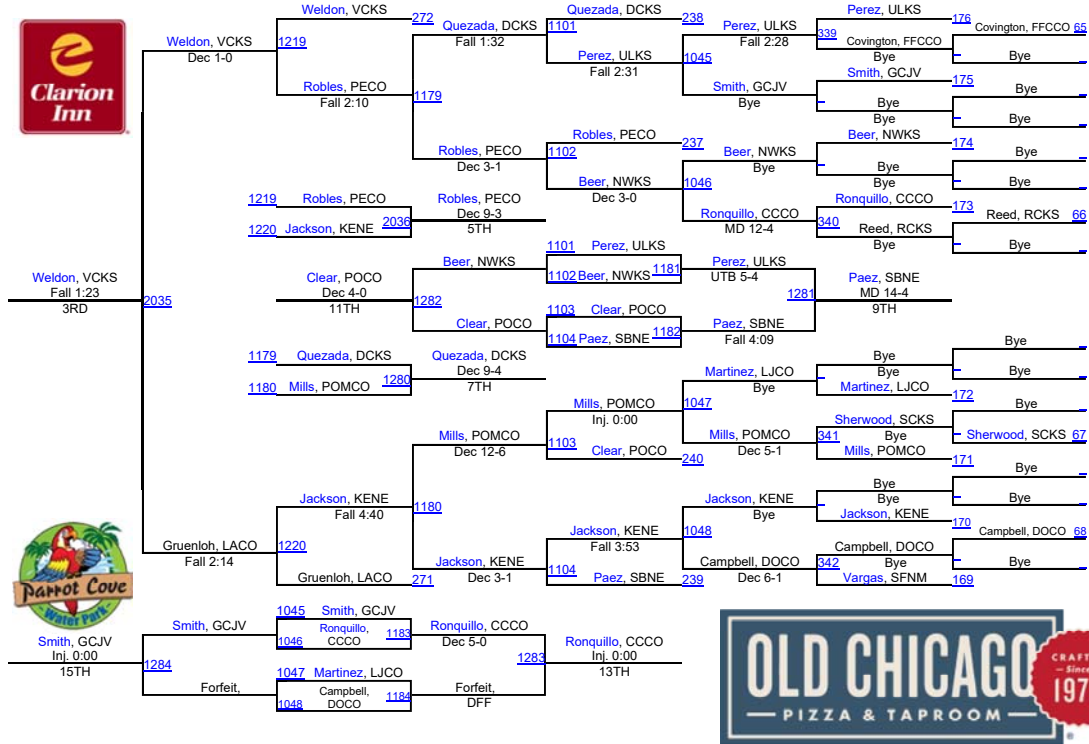 Clarion
Inn
Weldon, VCKS
Dec 1-0
1219
Weldon, VCKS
272
Robles, PECO
Fall 2:10
1179
Quezada, DCKS
Fall 1:32
1101
Quezada, DCKS
238
Perez, ULKS
Fall 2:31
1045
Perez, ULKS
Fall 2:28
339
Perez, ULKS
176
Covington, FFCCO
Bye
Covington, FFCCO 65
Bye
Smith, GCJV
Bye
Smith, GCJV
175
Bye
Bye
Bye
Bye
Robles, PECO
Dec 3-1
1102
Robles, PECO
237
Beer, NWKS
Dec 3-0
1046
Beer, NWKS
Bye
Beer, NWKS
174
Bye
Bye
Bye
Bye
Ronquillo, CCCO
MD 12-4
340
Ronquillo, CCCO
173
Reed, RCKS
Bye
Reed, RCKS 66
Bye
1219 Robles, PECO
1220 Jackson, KENE
2036
Robles, PECO
Dec 9-3
5TH
Weldon, VCKS
Fall 1:23
3RD
2035
Clear, POCO
Dec 4-0
11TH
1282
Beer, NWKS
Clear, POCO
1101 Perez, ULKS
1102 Beer, NWKS
1181
1103 Clear, POCO
1104 Paez, SBNE
1182
Perez, ULKS
UTB 5-4
Paez, SBNE
Fall 4:09
1281
Paez, SBNE
MD 14-4
9TH
1179 Quezada, DCKS
1180 Mills, POMCO
1280
Quezada, DCKS
Dec 9-4
7TH
Mills, POMCO
Dec 12-6
1103
Mills, POMCO
Inj. 0:00
1047
Clear, POCO
240
Martinez, LJCO
Bye
Bye
Bye
Martinez, LJCO
172
Bye
Bye
Mills, POMCO
Dec 5-1
341
Sherwood, SCKS
Bye
Mills, POMCO
171
Bye
Sherwood, SCKS 67
Jackson, KENE
Fall 4:40
1180
Gruenloh, LACO
Fall 2:14
1220
Gruenloh, LACO
271
Jackson, KENE
Dec 3-1
1104
Jackson, KENE
Fall 3:53
1048
Paez, SBNE
239
Jackson, KENE
Bye
Bye
Bye
Jackson, KENE
170
Bye
Bye
Campbell, DOCO
Dec 6-1
342
Campbell, DOCO
Bye
Vargas, SFNM
169
Campbell, DOCO 68
Bye
Parrot Cove
Water Park
Smith, GCJV
Inj. 0:00
15TH
1284
Smith, GCJV
Forfeit,
1045 Smith, GCJV
1046
Ronquillo,
CCCO
1183
1047 Martinez, LJCO
1048
Campbell,
DOCO
1184
Ronquillo, CCCO
Dec 5-0
Forfeit,
DFF
1283
Ronquillo, CCCO
Inj. 0:00
13TH
OLD CHICAGO
PIZZA & TAPROOM
CRAFT
Since
197